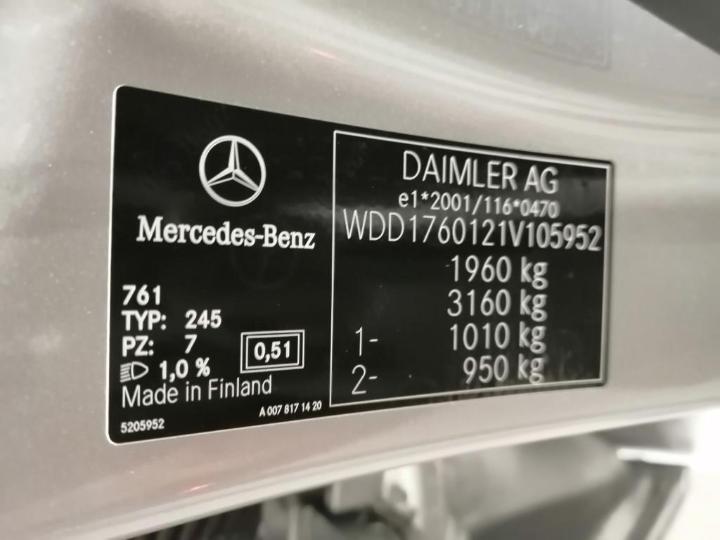 Mercedes-Benz
761
TYP: 245
PZ: 7
1,0 %
0,51
Made in Finland
A 007 817 14 20
5205952
DAIMLER AG
e1*2001/116*0470
WDD1760121V105952
1960 kg
3160 kg
1- 1010 kg
2- 950 kg